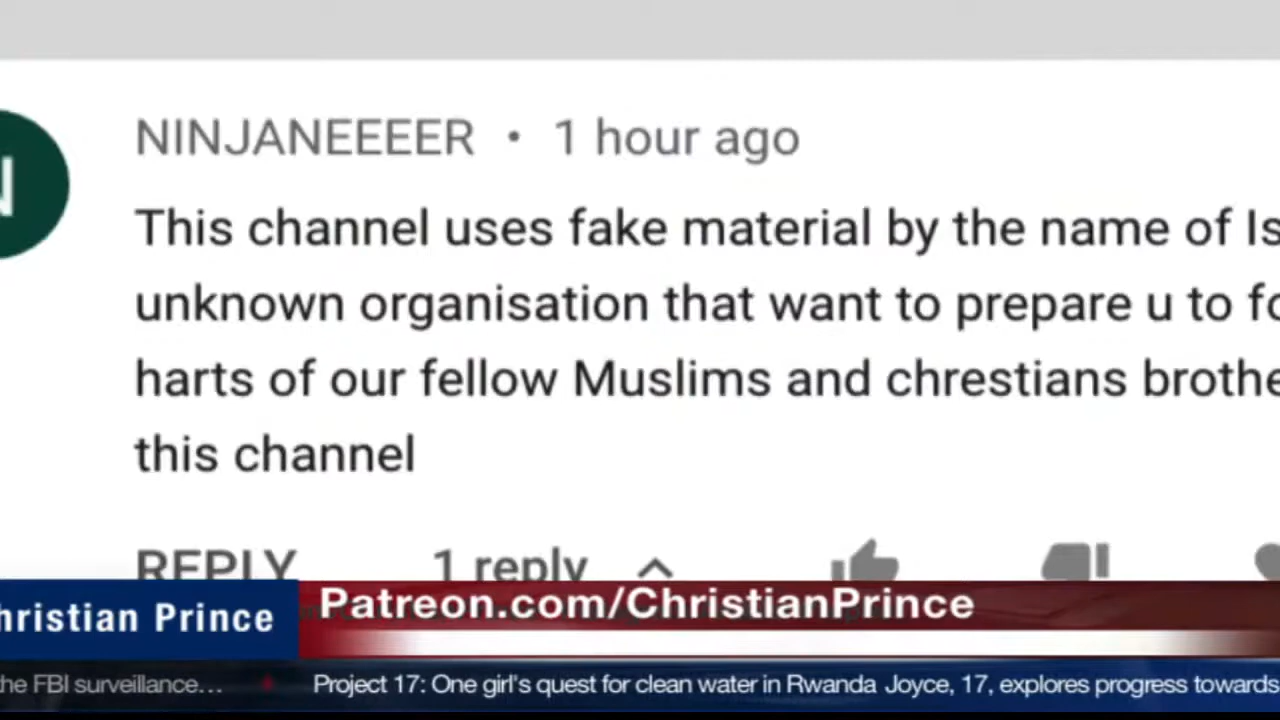 N
NINJANEEEER • 1 hour ago
This channel uses fake material by the name of Is
unknown organisation that want to prepare u to fo
harts of our fellow Muslims and chrestians brothe
this channel
REPLY 1 reply
hristian Prince
Patreon.com/ChristianPrince
the FBI surveillance...
Project 17: One girl's quest for clean water in Rwanda Joyce, 17, explores progress towards